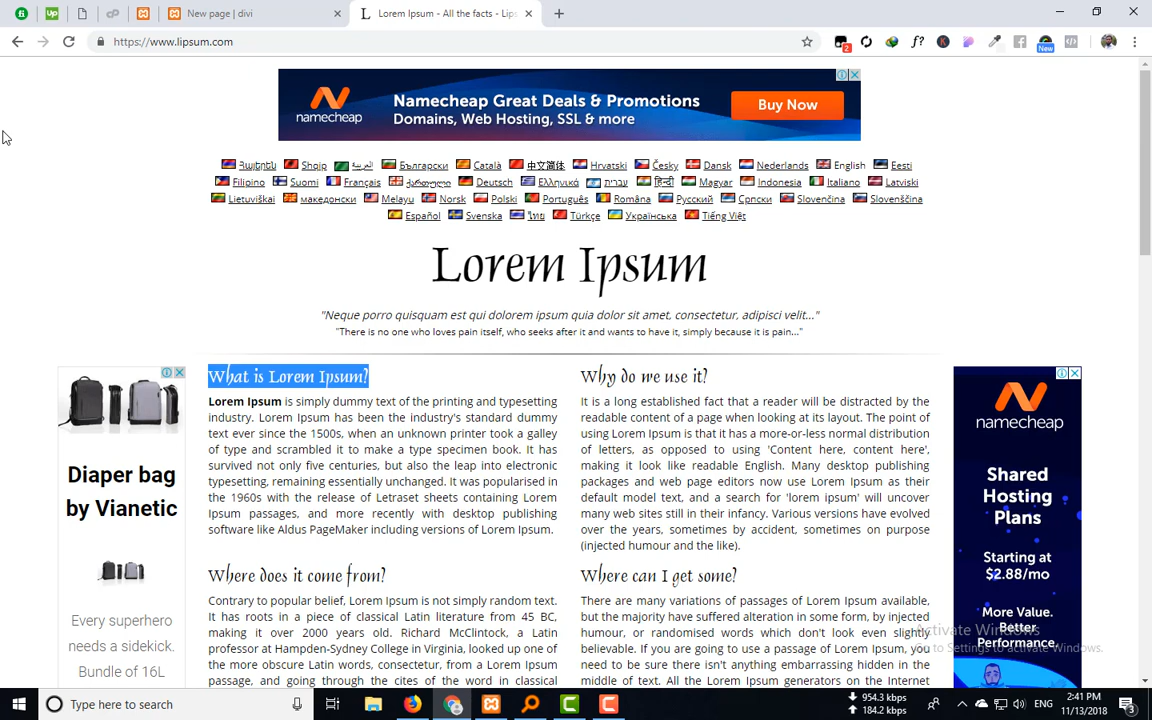 New page | divi
Lorem Ipsum - All the facts - Lips
https://www.lipsum.com
2
f?
New
namecheap
Namecheap Great Deals & Promotions
Domains, Web Hosting, SSL & more
Buy Now
Հայերեն Shqip العربية Български Català 中文简体 Hrvatski Česky Dansk Nederlands English Eesti
Filipino Suomi Français ქართული Deutsch Ελληνικά עברית हिन्दी Magyar Indonesia Italiano Latviski
Lietuviškai македонски Melayu Norsk Polski Português Româna Русский Српски Slovenčina Slovenščina
Español Svenska ไทย Türkçe Українська Tiếng Việt
Lorem Ipsum
"Neque porro quisquam est qui dolorem ipsum quia dolor sit amet, consectetur, adipisci velit..."
"There is no one who loves pain itself, who seeks after it and wants to have it, simply because it is pain..."
What is Lorem Ipsum?
Lorem Ipsum is simply dummy text of the printing and typesetting
industry. Lorem Ipsum has been the industry's standard dummy
text ever since the 1500s, when an unknown printer took a galley
of type and scrambled it to make a type specimen book. It has
survived not only five centuries, but also the leap into electronic
typesetting, remaining essentially unchanged. It was popularised in
the 1960s with the release of Letraset sheets containing Lorem
Ipsum passages, and more recently with desktop publishing
software like Aldus PageMaker including versions of Lorem Ipsum.
Why do we use it?
It is a long established fact that a reader will be distracted by the
readable content of a page when looking at its layout. The point of
using Lorem Ipsum is that it has a more-or-less normal distribution
of letters, as opposed to using 'Content here, content here',
making it look like readable English. Many desktop publishing
packages and web page editors now use Lorem Ipsum as their
default model text, and a search for 'lorem ipsum' will uncover
many web sites still in their infancy. Various versions have evolved
over the years, sometimes by accident, sometimes on purpose
(injected humour and the like).
Where does it come from?
Contrary to popular belief, Lorem Ipsum is not simply random text.
It has roots in a piece of classical Latin literature from 45 BC,
making it over 2000 years old. Richard McClintock, a Latin
professor at Hampden-Sydney College in Virginia, looked up one of
the more obscure Latin words, consectetur, from a Lorem Ipsum
passage, and going through the cites of the word in classical
Where can I get some?
There are many variations of passages of Lorem Ipsum available,
but the majority have suffered alteration in some form, by injected
humour, or randomised words which don't look even slightly
believable. If you are going to use a passage of Lorem Ipsum, you
need to be sure there isn't anything embarrassing hidden in the
middle of text. All the Lorem Ipsum generators on the Internet
Diaper bag
by Vianetic
Every superhero
needs a sidekick.
Bundle of 16L
namecheap
Shared
Hosting
Plans
Starting at
$2.88/mo
More Value.
Better
Performance.
Activate Windows
Go to Settings to activate Windows.
Type here to search
954.3 kbps
184.2 kbps
ENG
2:41 PM
11/13/2018
3